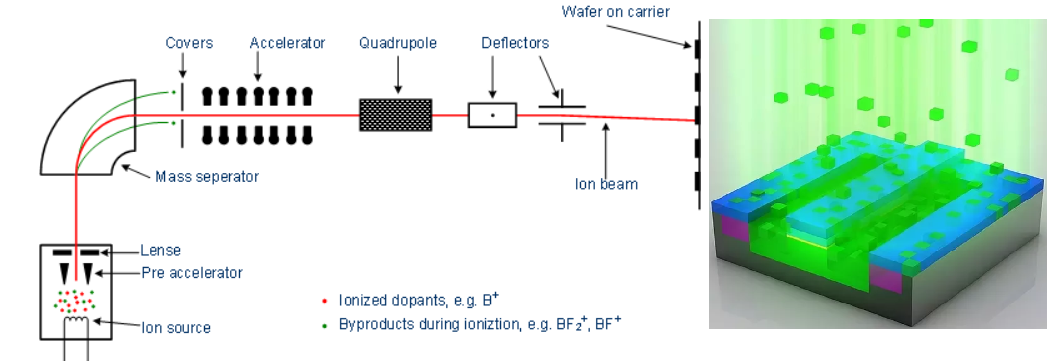 Wafer on carrier
Covers
Accelerator
Quadrupole
Deflectors
Mass seperator
Ion beam
Lense
Pre accelerator
Ion source
Ionized dopants, e.g. B⁺
Byproducts during ioniztion, e.g. BF₂⁺, BF⁺